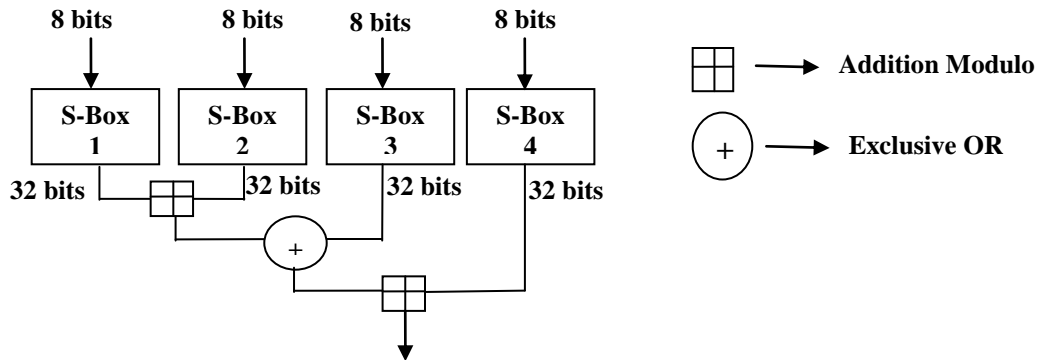 8 bits 8 bits 8 bits 8 bits
S-Box 1
S-Box 2
S-Box 3
S-Box 4
32 bits 32 bits 32 bits 32 bits
+
Addition Modulo
+ Exclusive OR